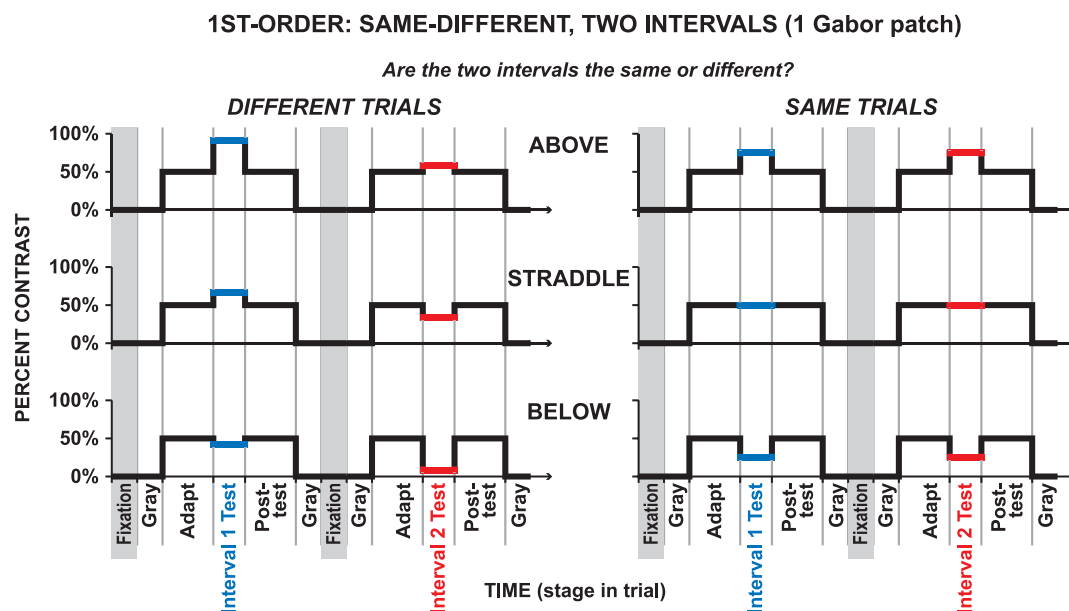 1ST-ORDER: SAME-DIFFERENT, TWO INTERVALS (1 Gabor patch)
Are the two intervals the same or different?
DIFFERENT TRIALS
SAME TRIALS
PERCENT CONTRAST
100%
50%
0%
ABOVE
100%
50%
0%
STRADDLE
100%
50%
0%
BELOW
Fixation
Gray
Adapt
Interval 1 Test
Post-
test
Gray
Fixation
Gray
Adapt
Interval 2 Test
Post-
test
Gray
Fixation
Gray
Adapt
Interval 1 Test
Post-
test
Gray
Fixation
Gray
Adapt
Interval 2 Test
Post-
test
Gray
TIME (stage in trial)